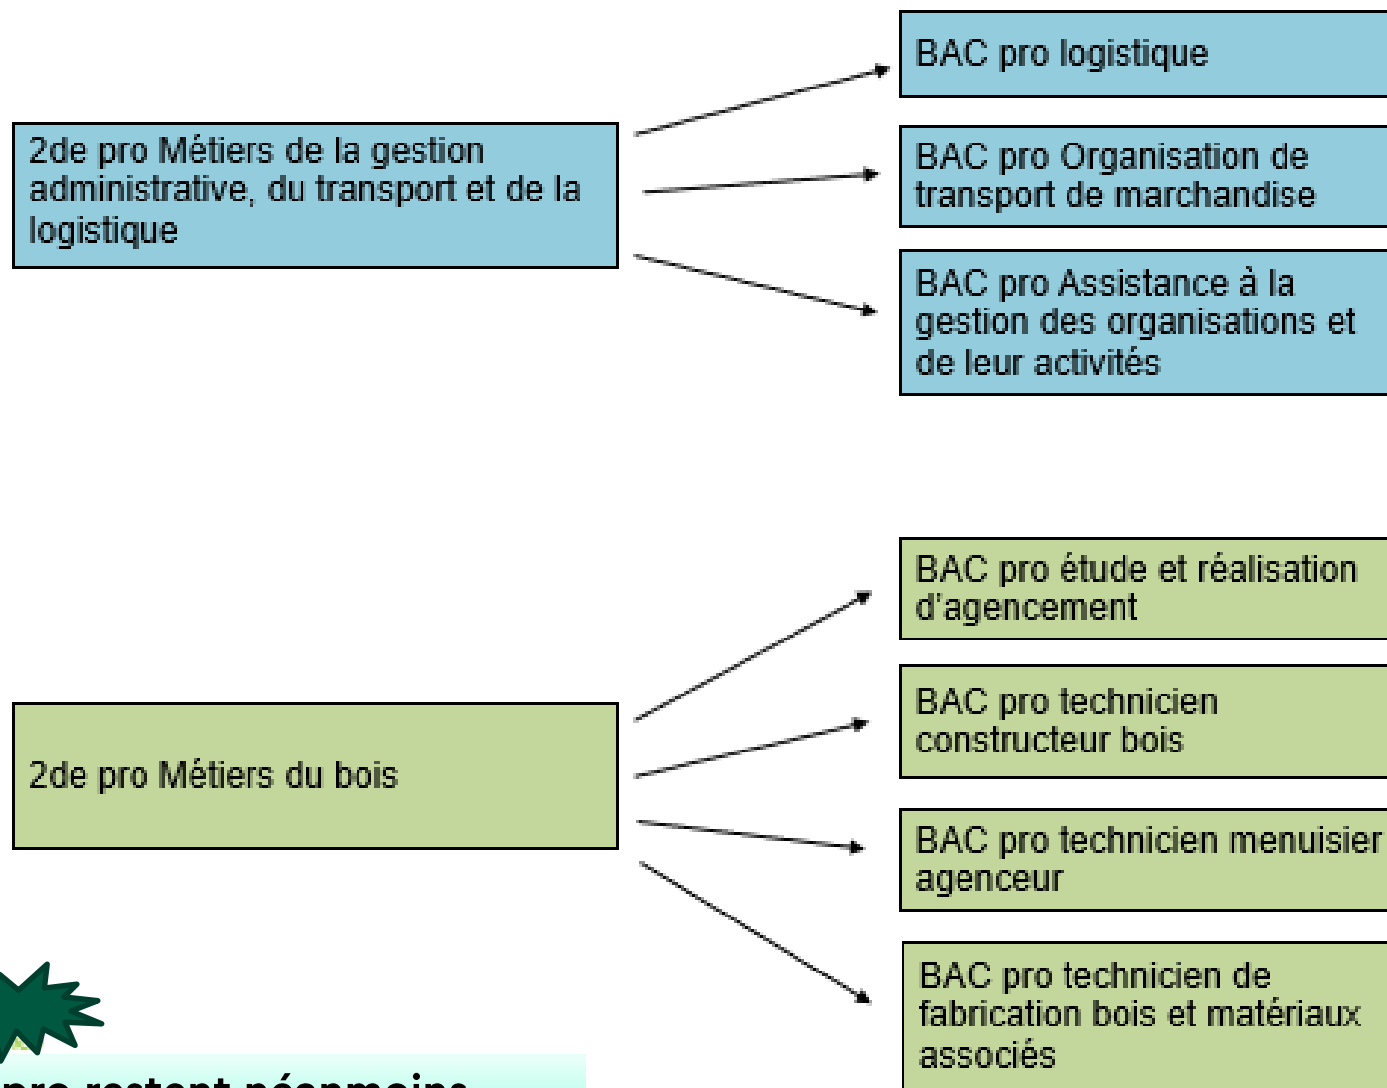 2de pro Métiers de la gestion
administrative, du transport et de la
logistique
BAC pro logistique
BAC pro Organisation de
transport de marchandise
BAC pro Assistance à la
gestion des organisations et
de leur activités
2de pro Métiers du bois
BAC pro étude et réalisation
d'agencement
BAC pro technicien
constructeur bois
BAC pro technicien menuisier
agenceur
BAC pro technicien de
fabrication bois et matériaux
associés
pro restent néanmoins